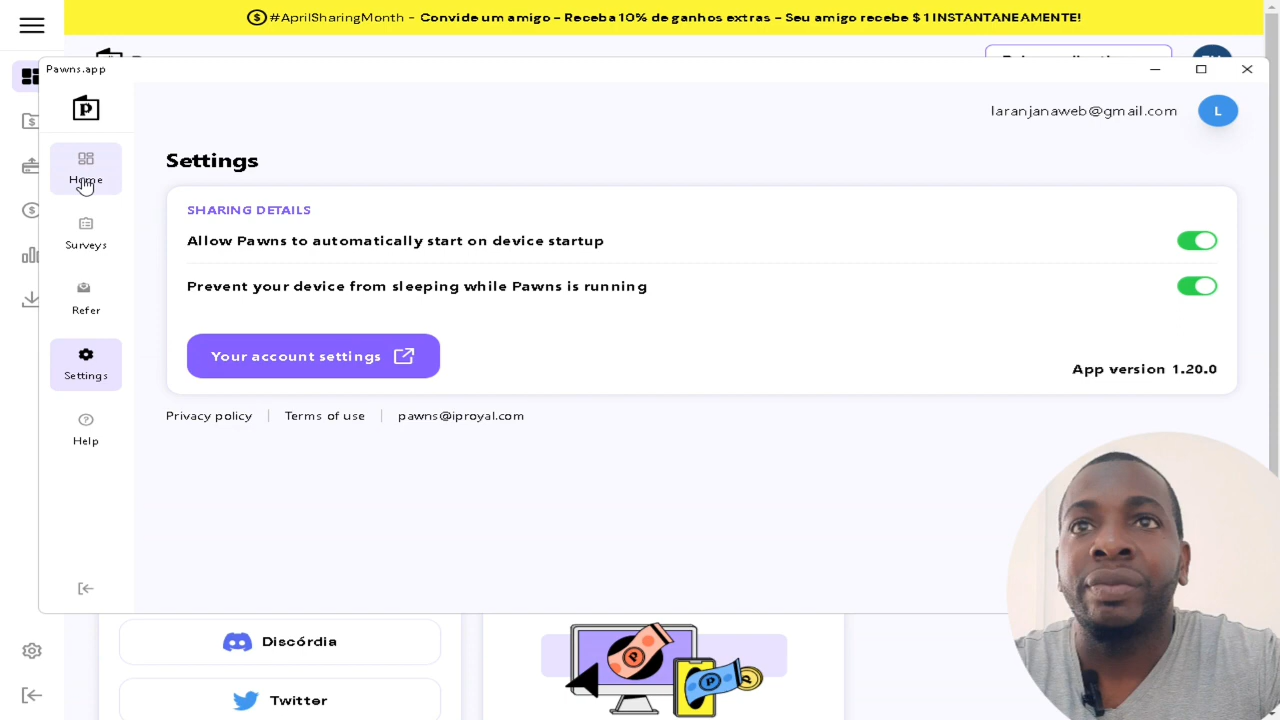 #AprilSharingMonth - Convide um amigo - Receba 10% de ganhos extras - Seu amigo recebe $ 1 INSTANTANEAMENTE!
Pawns.app
laranjanaweb@gmail.com
L
Home
Surveys
Refer
Settings
Help
Settings
SHARING DETAILS
Allow Pawns to automatically start on device startup
Prevent your device from sleeping while Pawns is running
Your account settings
App version 1.20.0
Privacy policy | Terms of use | pawns@iproyal.com
Discórdia
Twitter